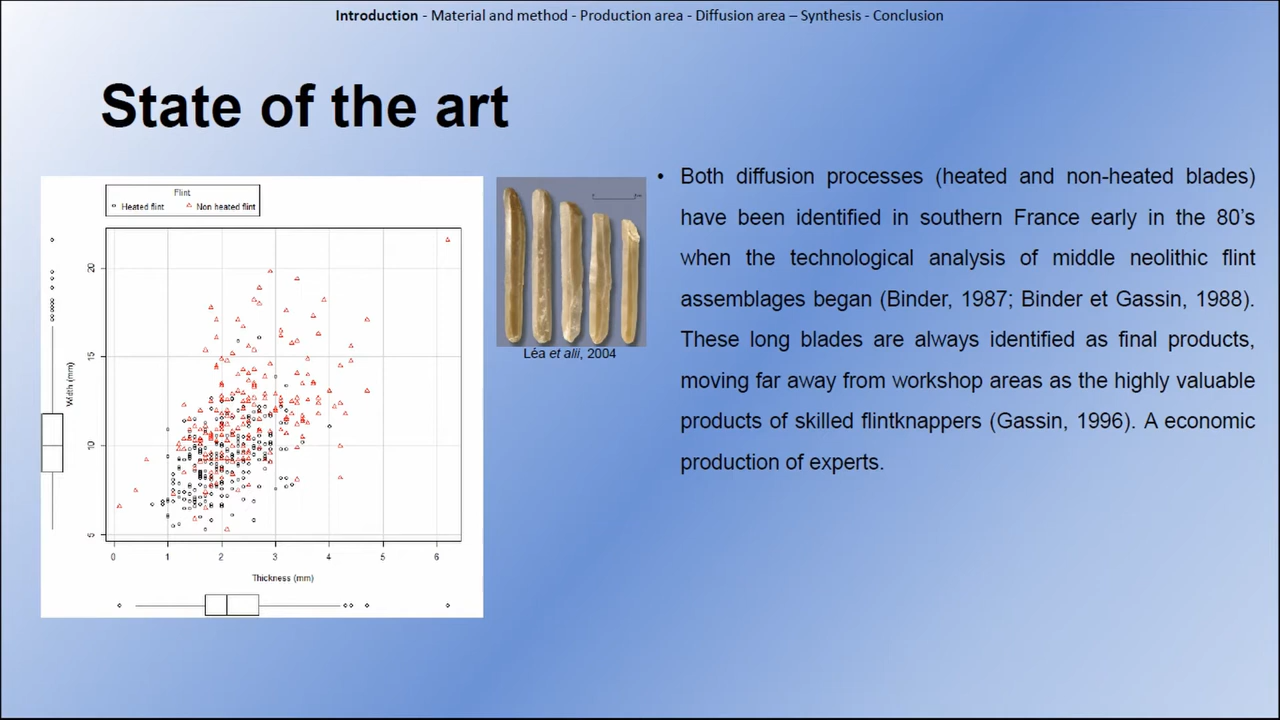 Introduction - Material and method - Production area - Diffusion area – Synthesis - Conclusion
State of the art
Flint
Heated flint
Non heated flint
20
15
10
5
Width (mm)
0 1 2 3 4 5 6
Thickness (mm)
Léa et alii, 2004
• Both diffusion processes (heated and non-heated blades)
have been identified in southern France early in the 80's
when the technological analysis of middle neolithic flint
assemblages began (Binder, 1987; Binder et Gassin, 1988).
These long blades are always identified as final products,
moving far away from workshop areas as the highly valuable
products of skilled flintknappers (Gassin, 1996). A economic
production of experts.